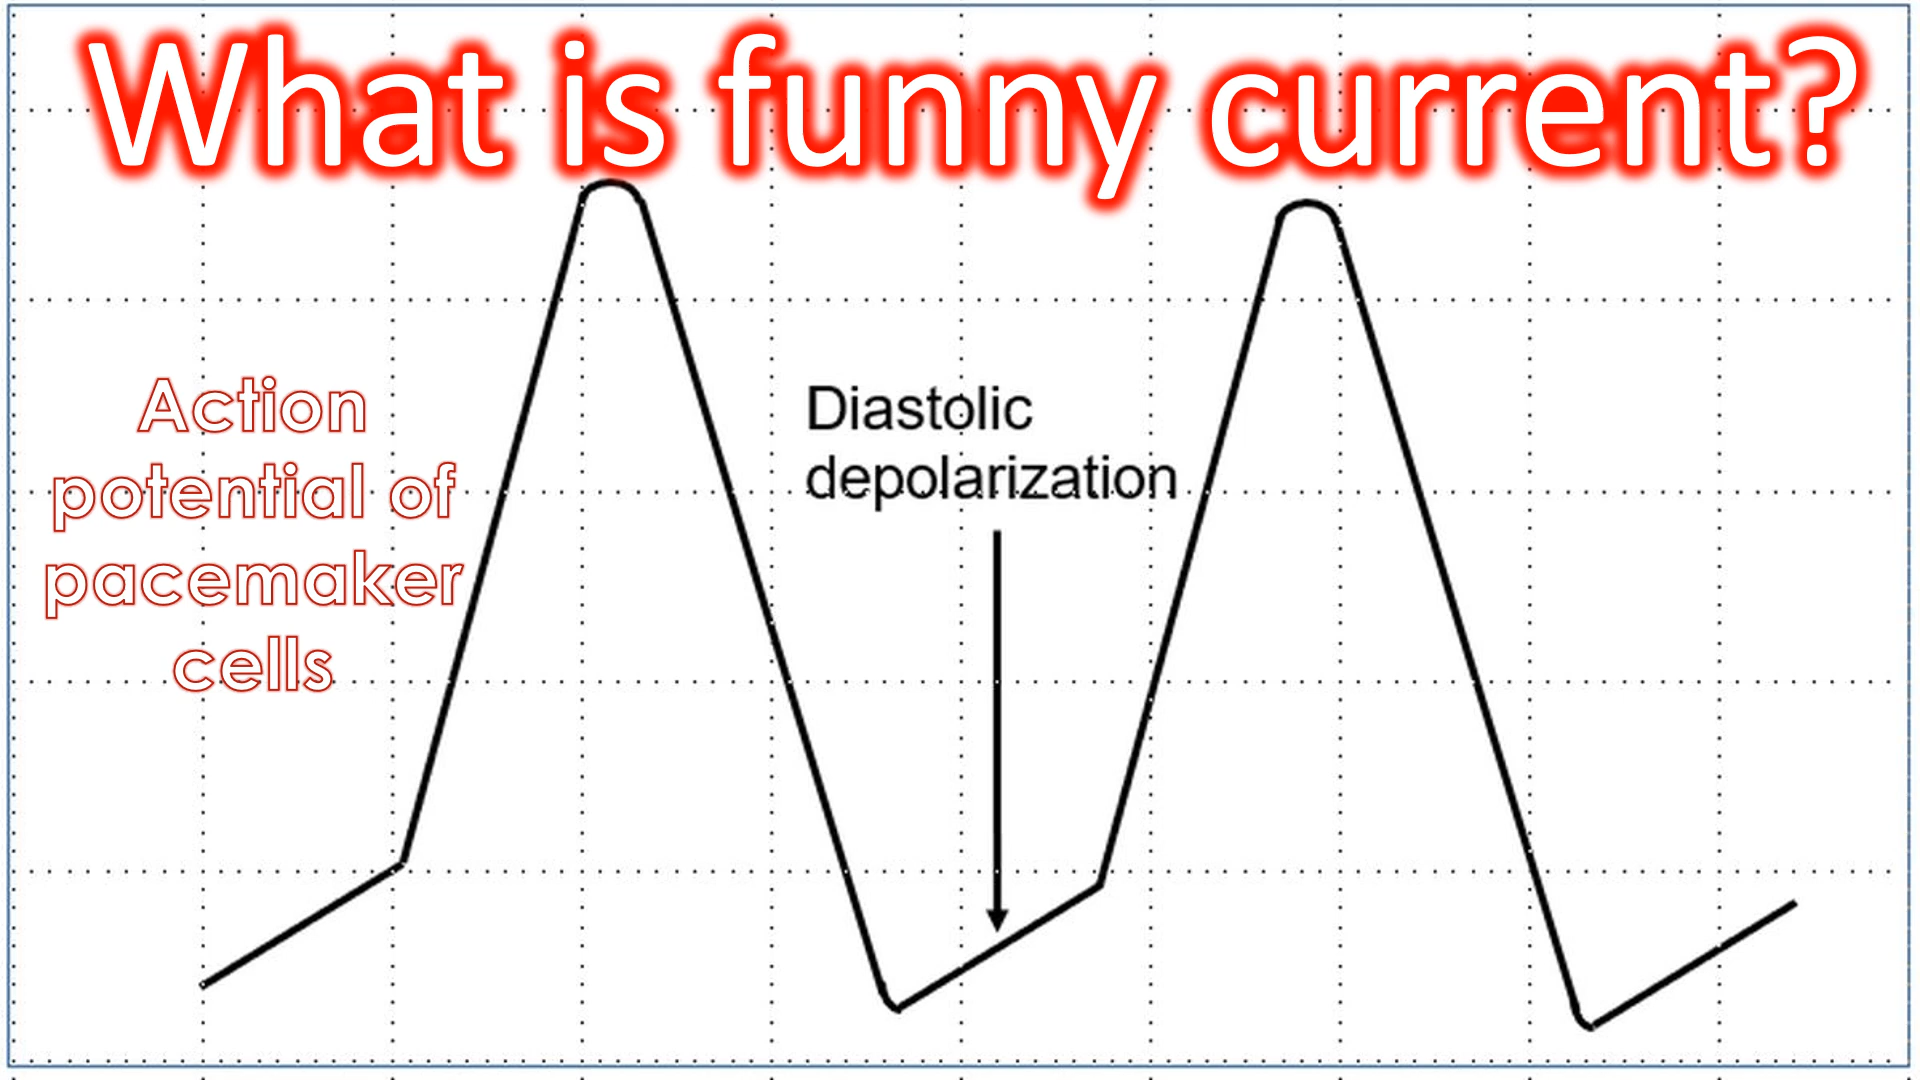 What is funny current?
Action
potential of
pacemaker
cells
Diastolic
depolarization